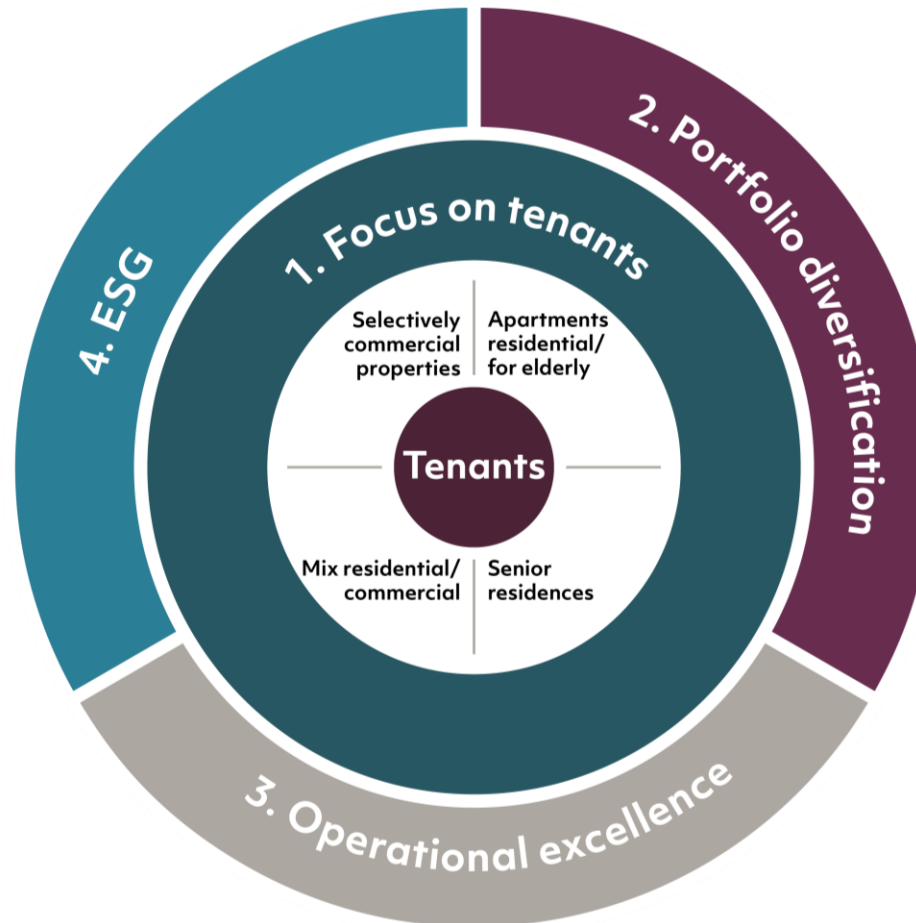 4. ESG
2. Portfolio diversification
1. Focus on tenants
Selectively
commercial
properties
Apartments
residential/
for elderly
Tenants
Mix residential/
commercial
Senior
residences
3. Operational excellence